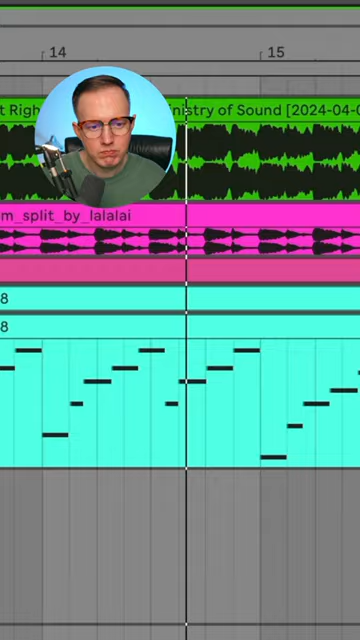 14
15
t Righ
nistry of Sound [2024-04-0
m_split_by_lalalai
8
8